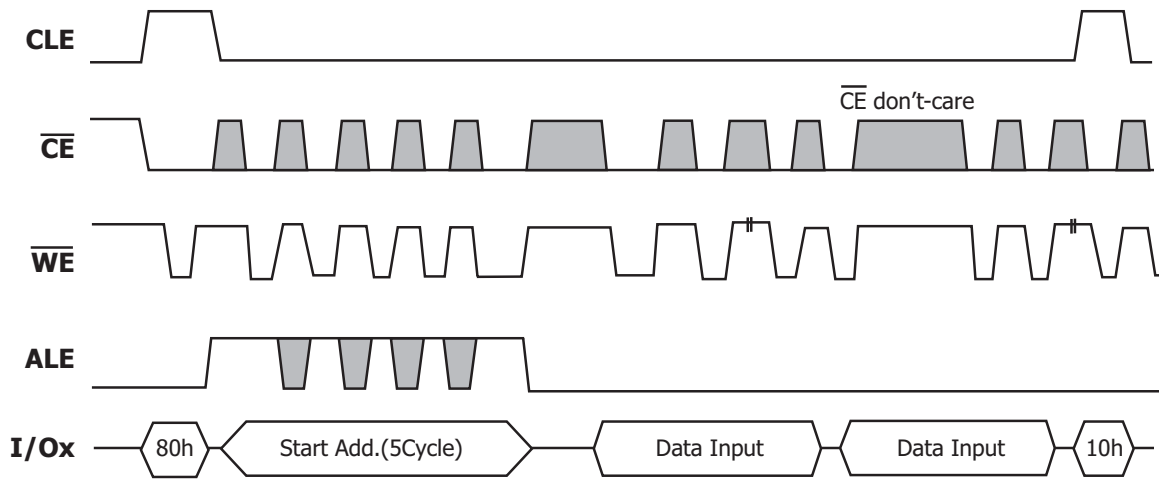 CLE
CE don't-care
CE
WE
ALE
I/Ox
80h
Start Add.(5Cycle)
Data Input
Data Input
10h